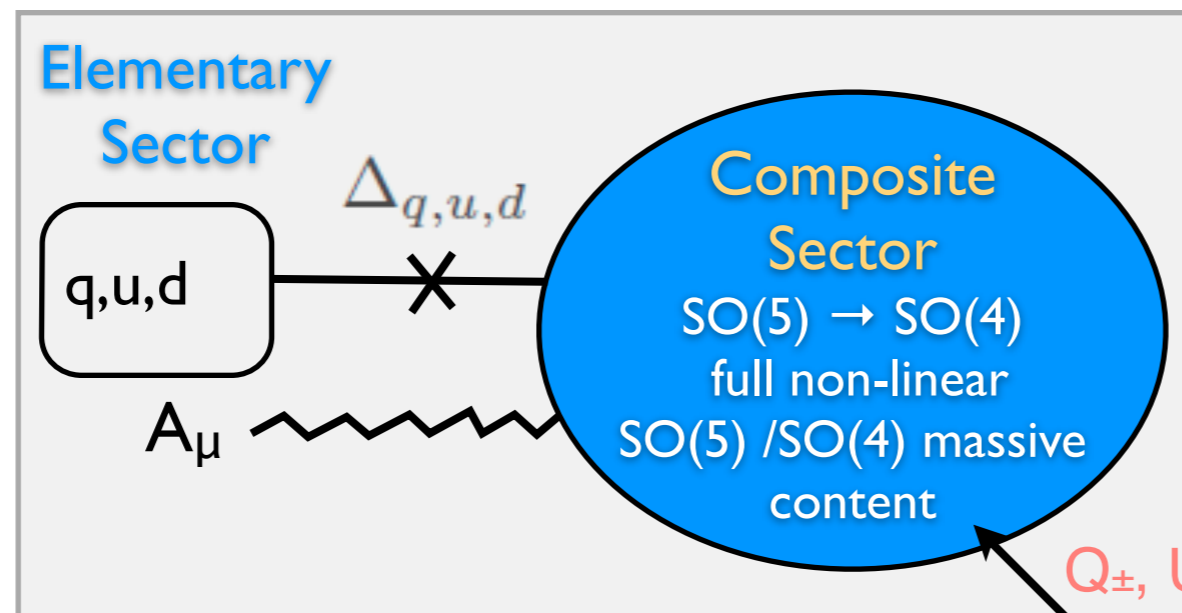 Elementary
Sector
Δq,u,d
q,u,d
Aμ
Composite
Sector
SO(5) → SO(4)
full non-linear
SO(5) /SO(4) massive
content
Q±,